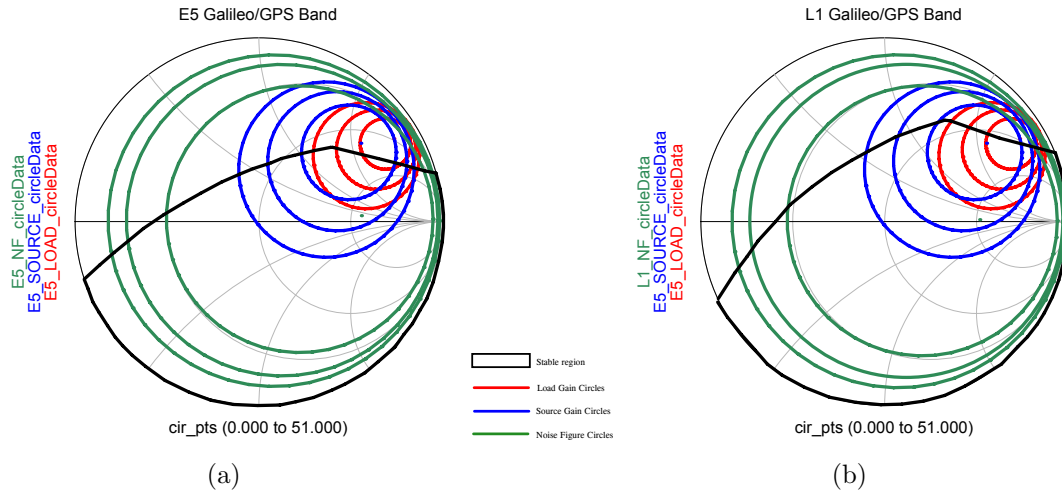 E5 Galileo/GPS Band
E5_NF_circleData
E5_SOURCE_circleData
E5_LOAD_circleData
cir_pts (0.000 to 51.000)
(a)
Stable region
Load Gain Circles
Source Gain Circles
Noise Figure Circles
L1 Galileo/GPS Band
L1_NF_circleData
E5_SOURCE_circleData
E5_LOAD_circleData
cir_pts (0.000 to 51.000)
(b)